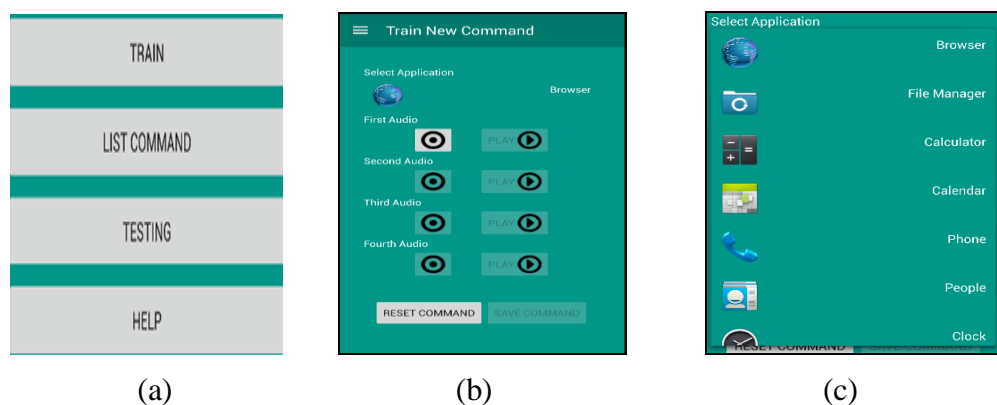 TRAIN
LIST COMMAND
TESTING
HELP
(a)
Train New Command
Select Application
Browser
First Audio
PLAY
Second Audio
PLAY
Third Audio
PLAY
Fourth Audio
PLAY
RESET COMMAND SAVE COMMAND
(b)
Select Application
Browser
File Manager
Calculator
Calendar
Phone
People
Clock
RESET COMMAND SAVE COMMAND
(c)